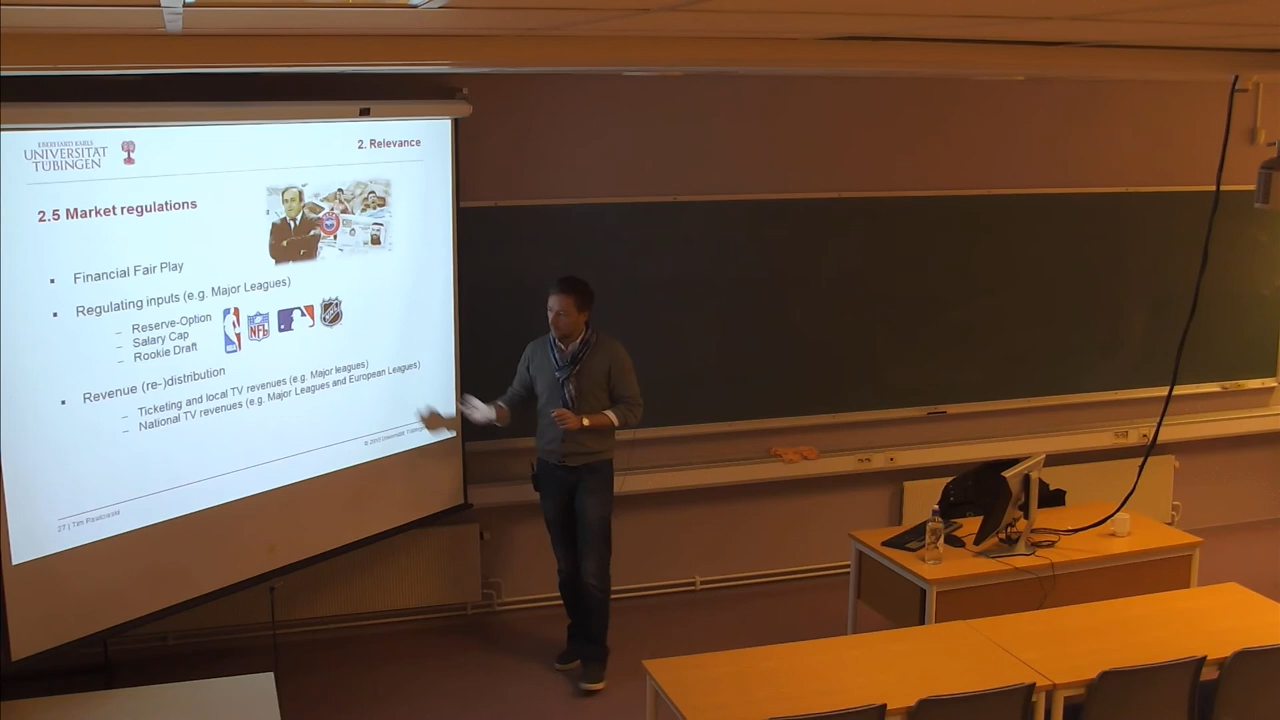 EBERHARD KARLS
UNIVERSITÄT
TÜBINGEN
2. Relevance
2.5 Market regulations
Financial Fair Play
Regulating inputs (e.g. Major Leagues)
– Reserve-Option
– Salary Cap
– Rookie Draft
NBA
NFL
NHL
Revenue (re-)distribution
– Ticketing and local TV revenues (e.g. Major leagues)
– National TV revenues (e.g. Major Leagues and European Leagues)
27 | Tim Pawlowski